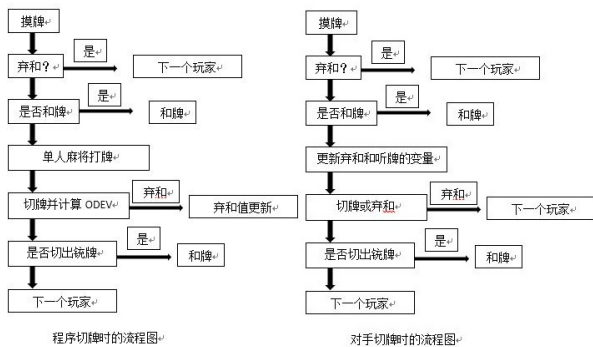 摸牌
弃和？
是
下一个玩家
是否和牌
是
和牌
单人麻将打牌
切牌并计算 ODEV
弃和
弃和值更新
是否切出铳牌
是
和牌
下一个玩家
程序切牌时的流程图
摸牌
弃和？
是
下一个玩家
是否和牌
是
和牌
更新弃和和听牌的变量
切牌或弃和
弃和
下一个玩家
是否切出铳牌
是
和牌
下一个玩家
对手切牌时的流程图